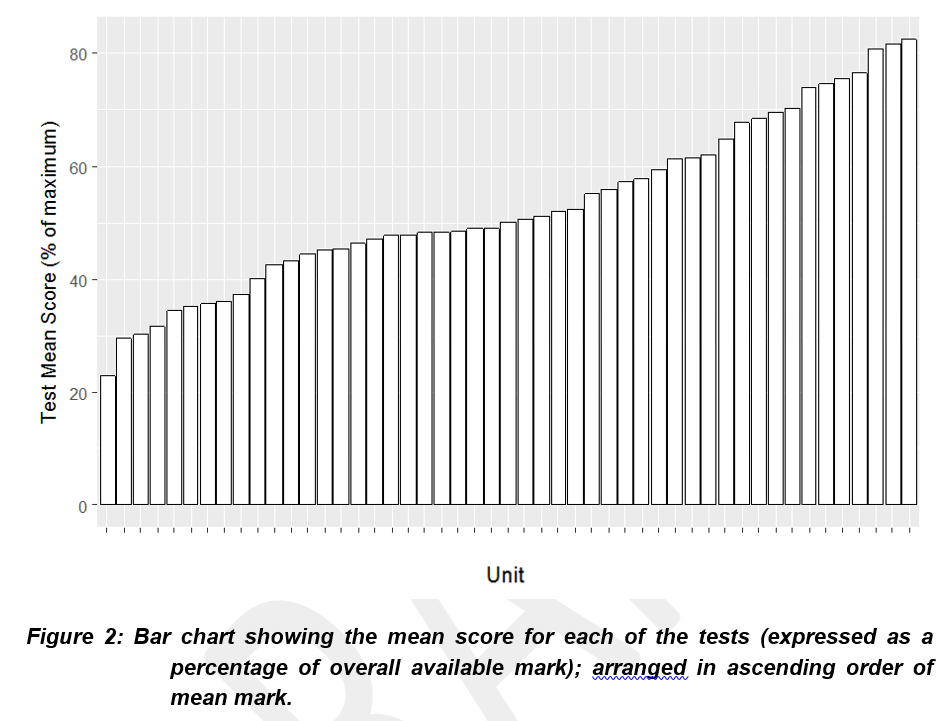 80
60
40
20
0
Test Mean Score (% of maximum)
Unit
Figure 2: Bar chart showing the mean score for each of the tests (expressed as a
percentage of overall available mark); arranged in ascending order of
mean mark.